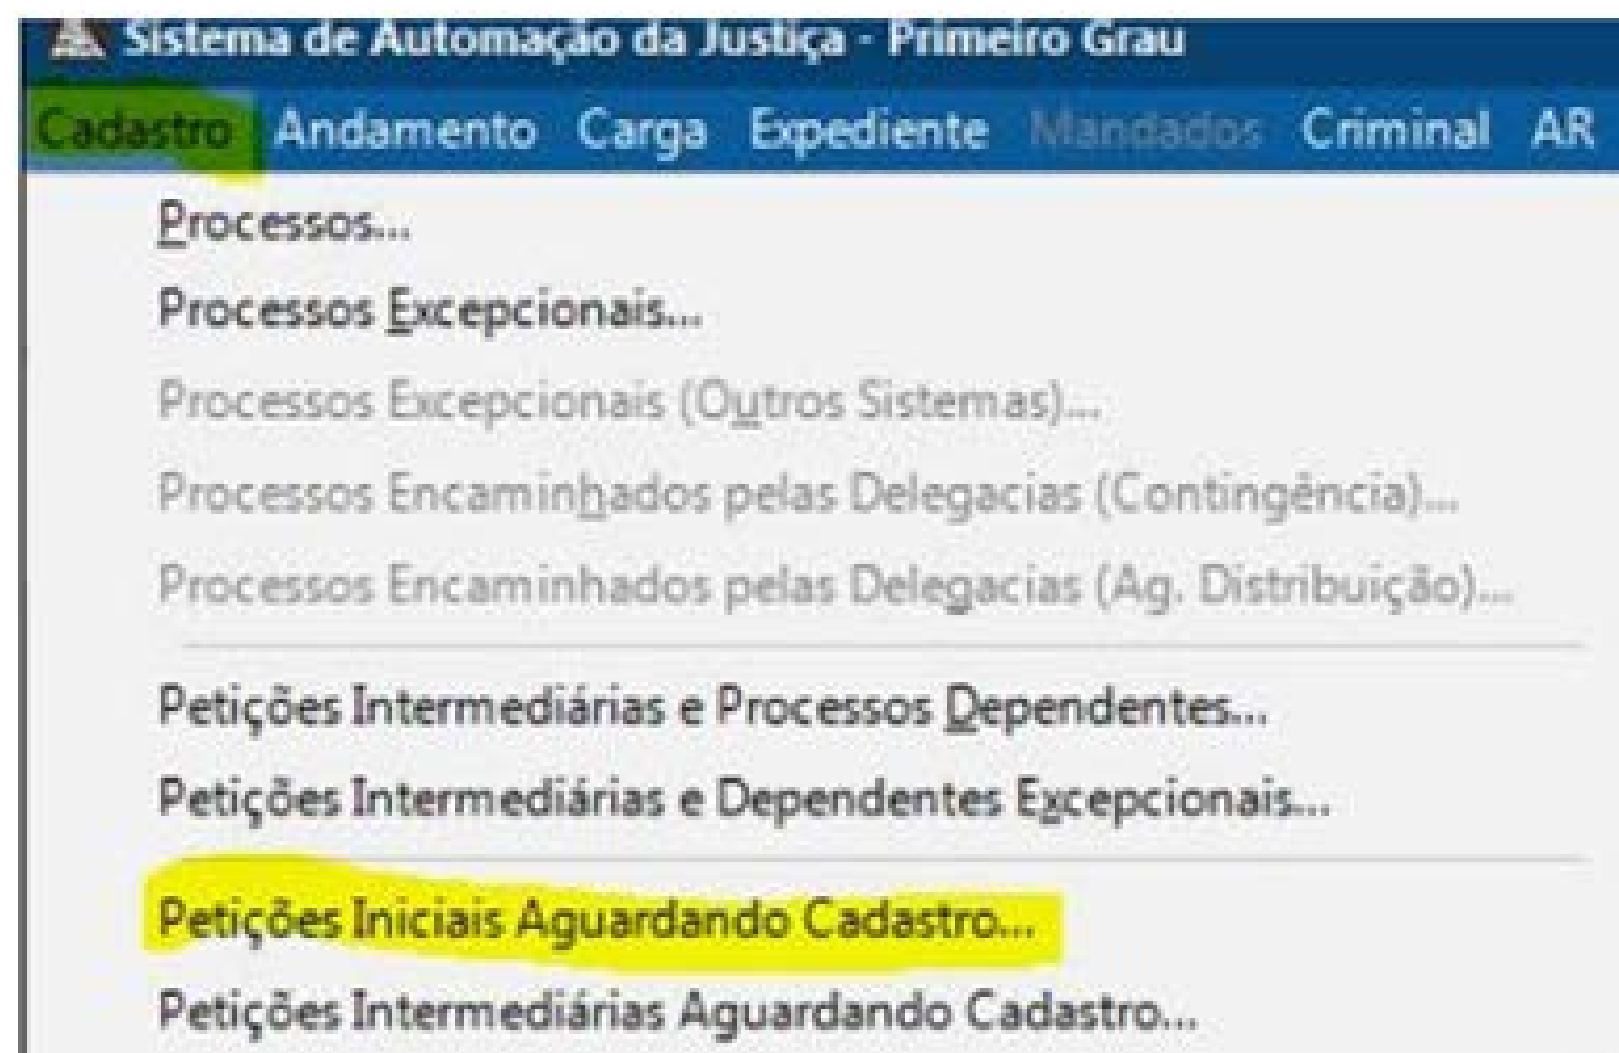 Sistema de Automação da Justiça - Primeiro Grau
Cadastro Andamento Carga Expediente Mandados Criminal AR
Processos...
Processos Excepcionais...
Processos Excepcionais (Outros Sistemas)...
Processos Encaminhados pelas Delegacias (Contingência)...
Processos Encaminhados pelas Delegacias (Ag. Distribuição)...
Petições Intermediárias e Processos Dependentes...
Petições Intermediárias e Dependentes Excepcionais...
Petições Iniciais Aguardando Cadastro...
Petições Intermediárias Aguardando Cadastro...